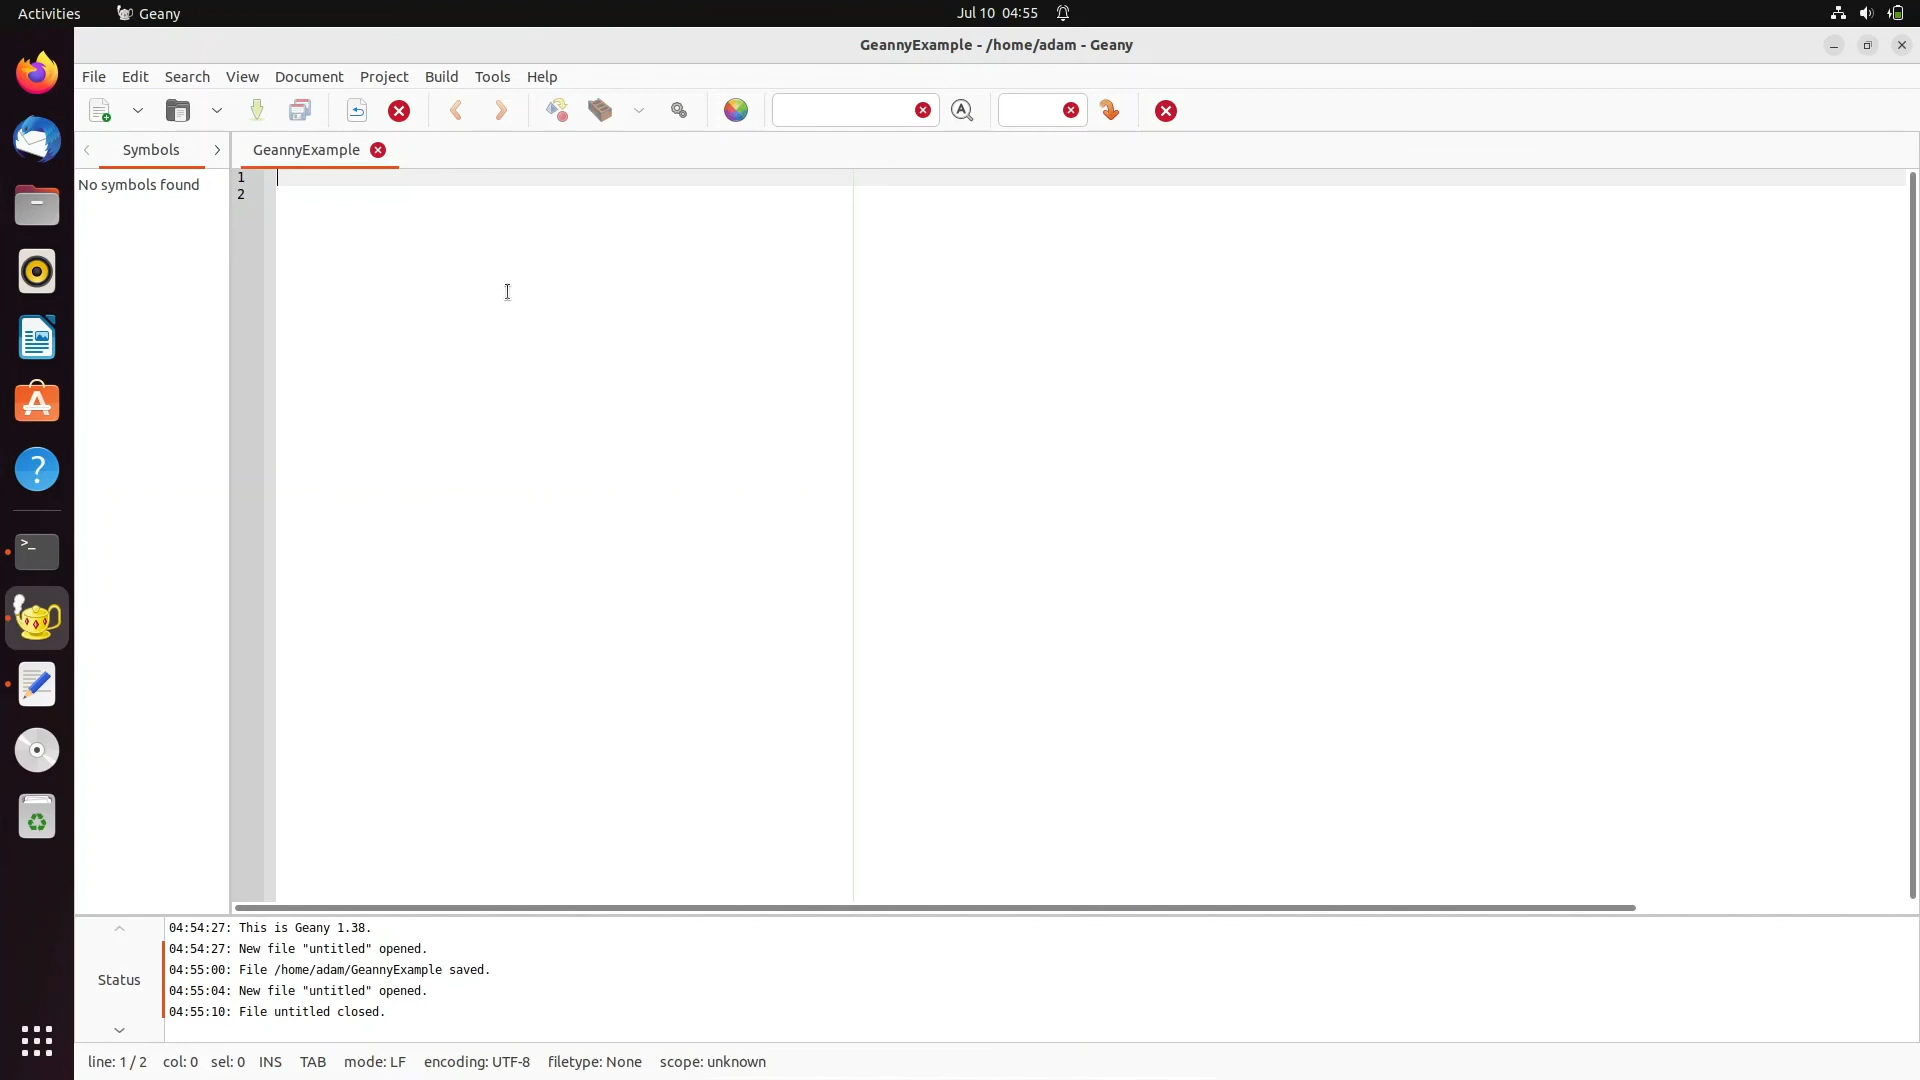 Activities
Geany
Jul 10 04:55
GeannyExample - /home/adam - Geany
File Edit Search View Document Project Build Tools Help
Symbols
GeannyExample
No symbols found
1
2
04:54:27: This is Geany 1.38.
04:54:27: New file "untitled" opened.
04:55:00: File /home/adam/GeannyExample saved.
04:55:04: New file "untitled" opened.
04:55:10: File untitled closed.
Status
line: 1 / 2 col: 0 sel: 0 INS TAB mode: LF encoding: UTF-8 filetype: None scope: unknown